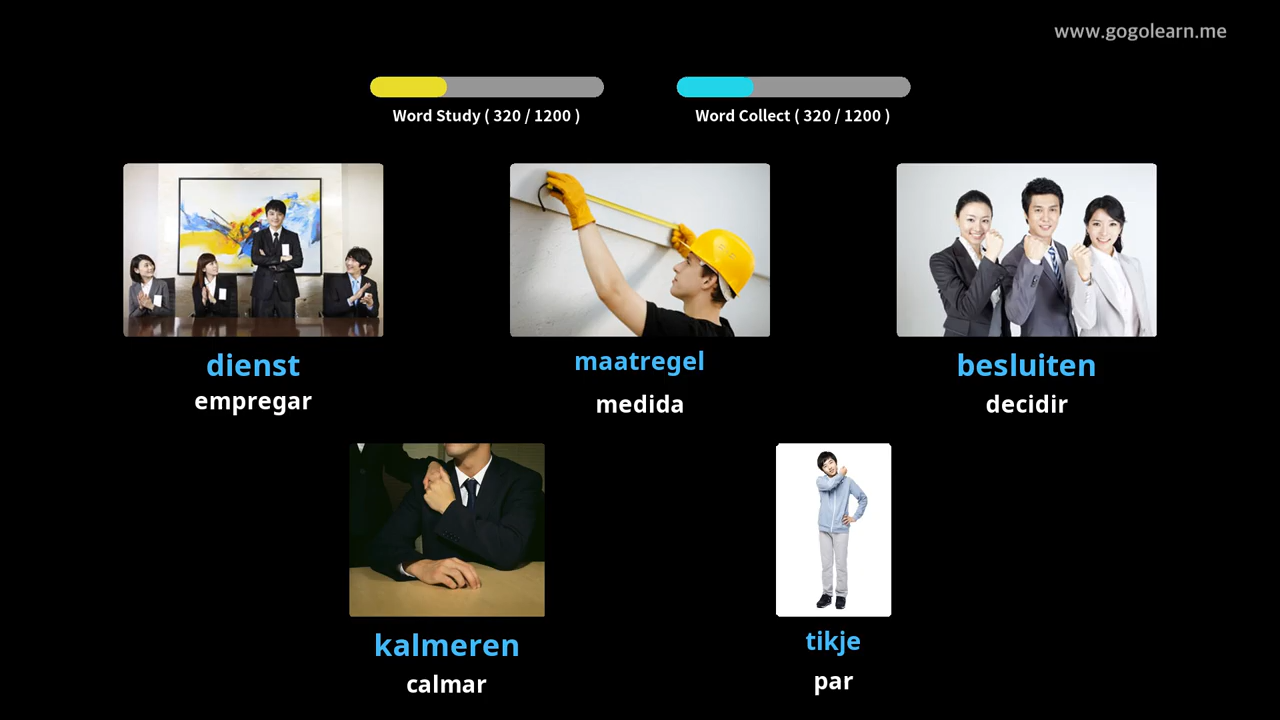 www.gogolearn.me
Word Study ( 320 / 1200 )
Word Collect ( 320 / 1200 )
dienst
empregar
maatregel
medida
besluiten
decidir
kalmeren
calmar
tikje
par